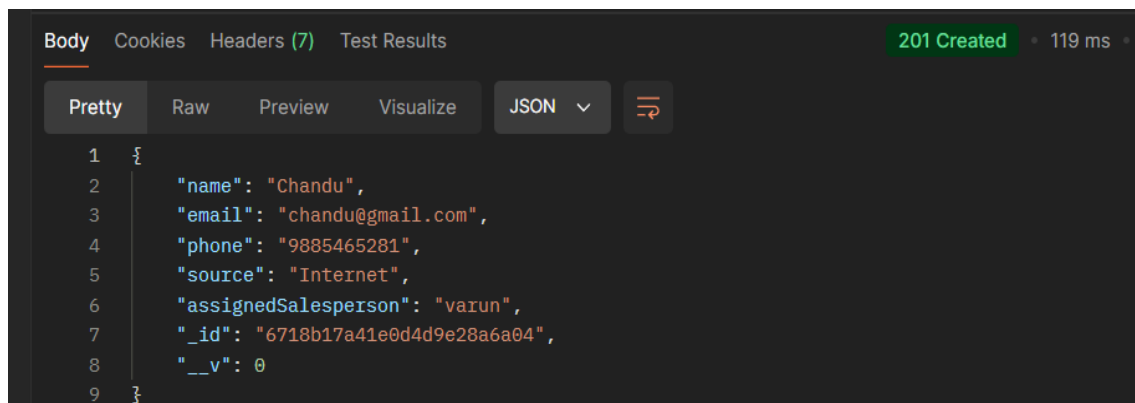 Body Cookies Headers (7) Test Results 201 Created • 119 ms •
Pretty Raw Preview Visualize JSON
1 {
2 "name": "Chandu",
3 "email": "chandu@gmail.com",
4 "phone": "9885465281",
5 "source": "Internet",
6 "assignedSalesperson": "varun",
7 "_id": "6718b17a41e0d4d9e28a6a04",
8 "__v": 0
9 }